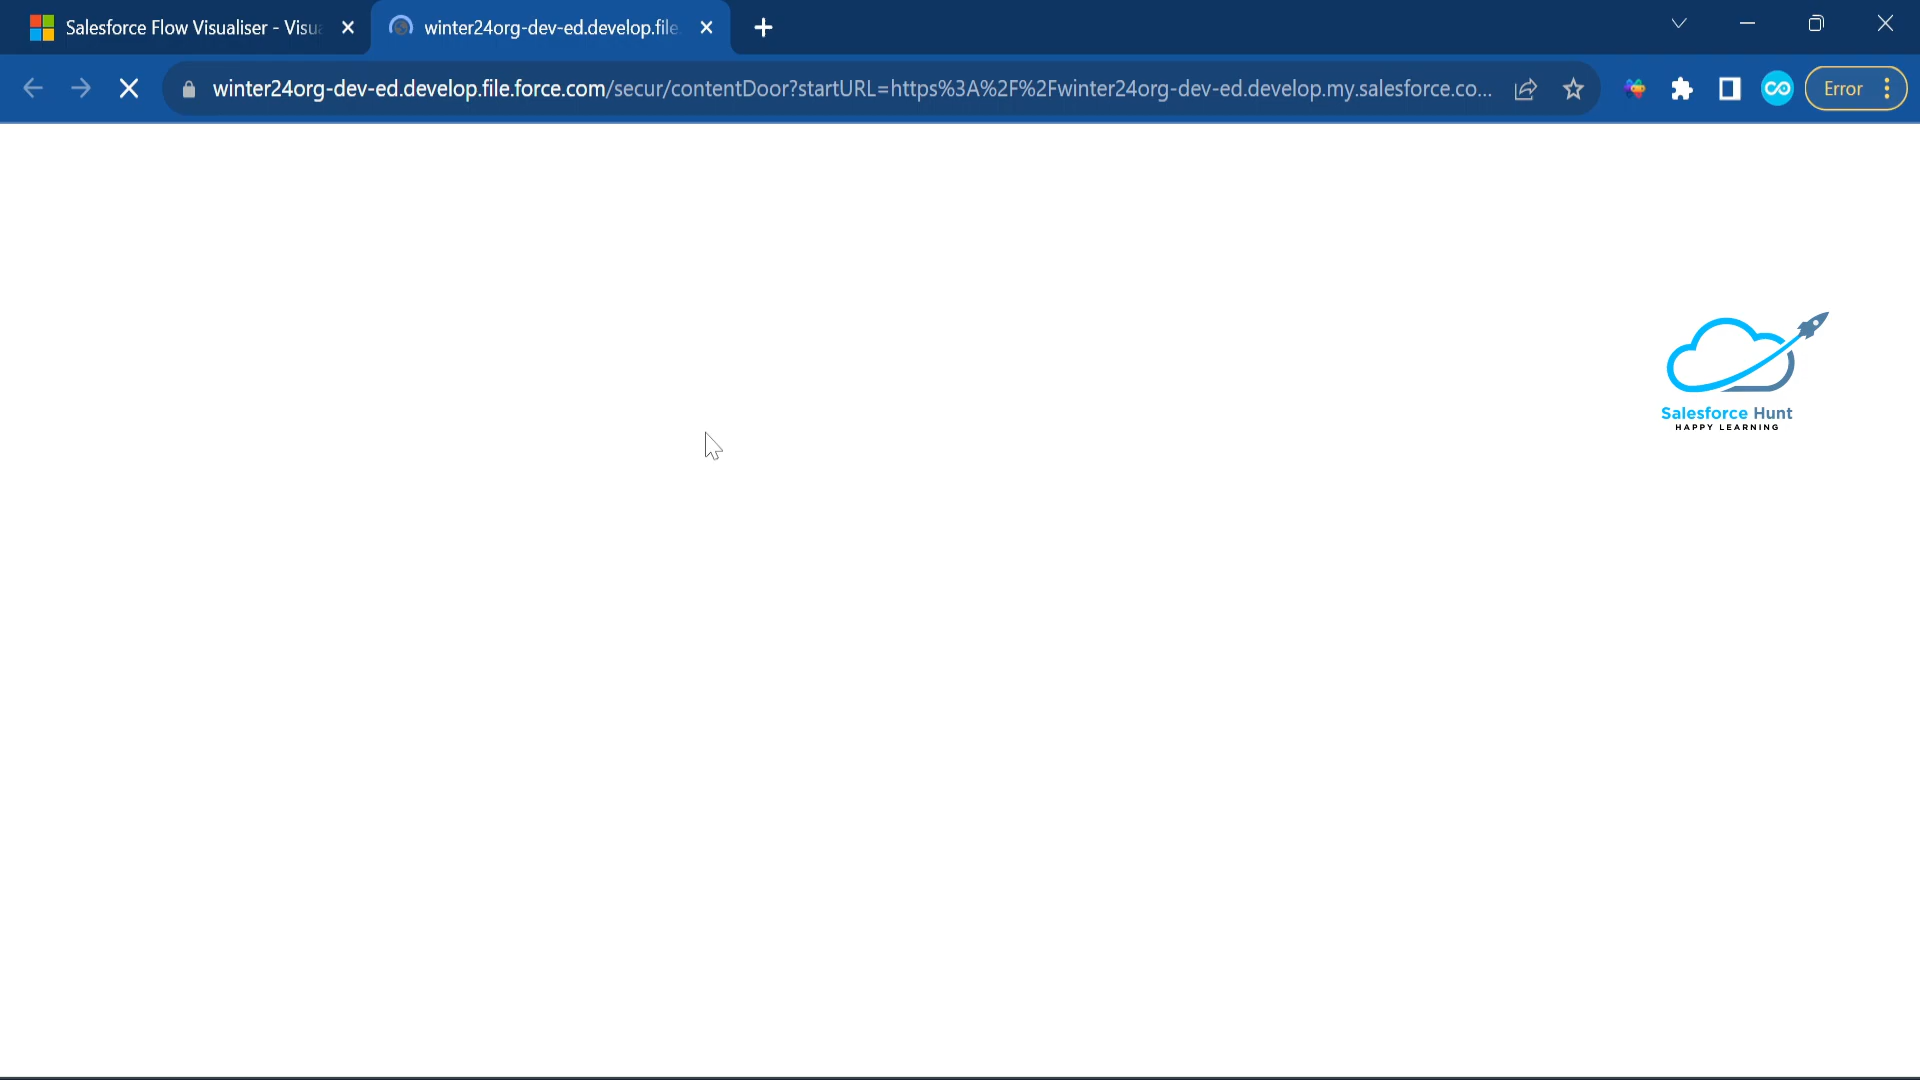 Salesforce Flow Visualiser - Visu
winter24org-dev-ed.develop.file
winter24org-dev-ed.develop.file.force.com/secur/contentDoor?startURL=https%3A%2F%2Fwinter24org-dev-ed.develop.my.salesforce.co...
Error
Salesforce Hunt
HAPPY LEARNING